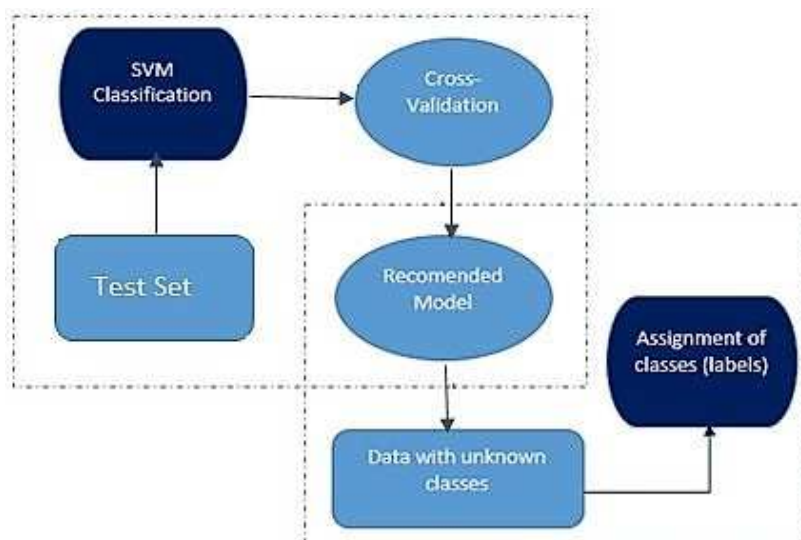 SVM
Classification
Cross-
Validation
Test Set
Recomended
Model
Assignment of
classes (labels)
Data with unknown
classes